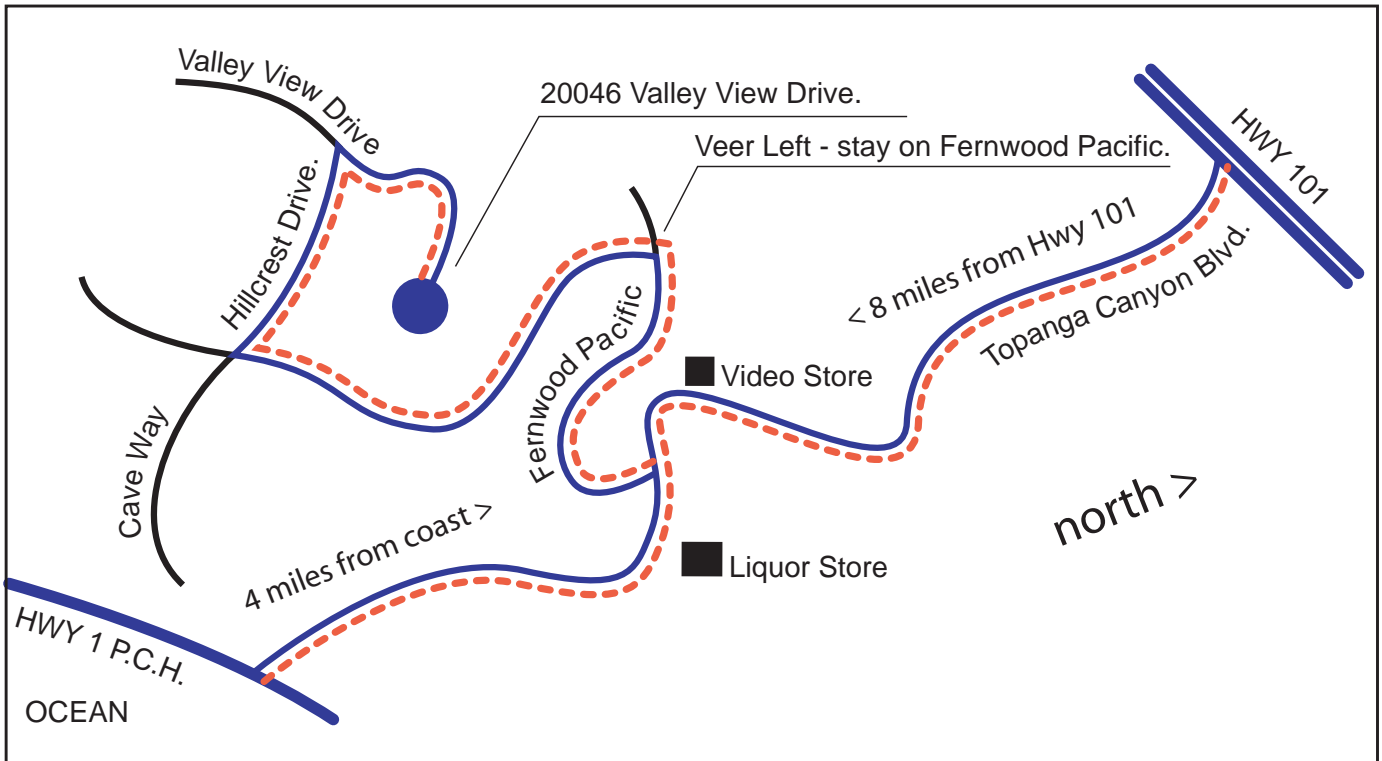 Valley View Drive
20046 Valley View Drive.
Veer Left - stay on Fernwood Pacific.
HWY 101
Hillcrest Drive.
< 8 miles from Hwy 101
Topanga Canyon Blvd.
Fernwood Pacific
Video Store
Cave Way
4 miles from coast >
north >
Liquor Store
HWY 1 P.C.H.
OCEAN